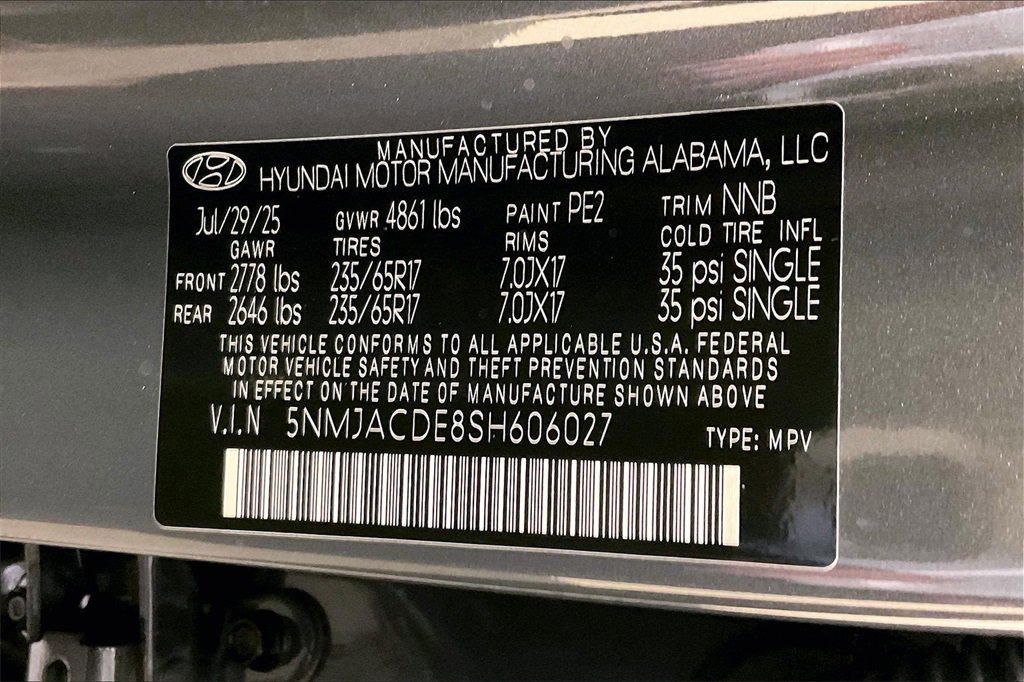 MANUFACTURED BY
HYUNDAI MOTOR MANUFACTURING ALABAMA, LLC
Jul/29/25 GVWR 4861 lbs PAINT PE2 TRIM NNB
GAWR TIRES RIMS COLD TIRE INFL
FRONT 2778 lbs 235/65R17 7.0JX17 35 psi SINGLE
REAR 2646 lbs 235/65R17 7.0JX17 35 psi SINGLE
THIS VEHICLE CONFORMS TO ALL APPLICABLE U.S.A. FEDERAL
MOTOR VEHICLE SAFETY AND THEFT PREVENTION STANDARDS
IN EFFECT ON THE DATE OF MANUFACTURE SHOWN ABOVE
V.I.N 5NMJACDE8SH606027 TYPE: MPV